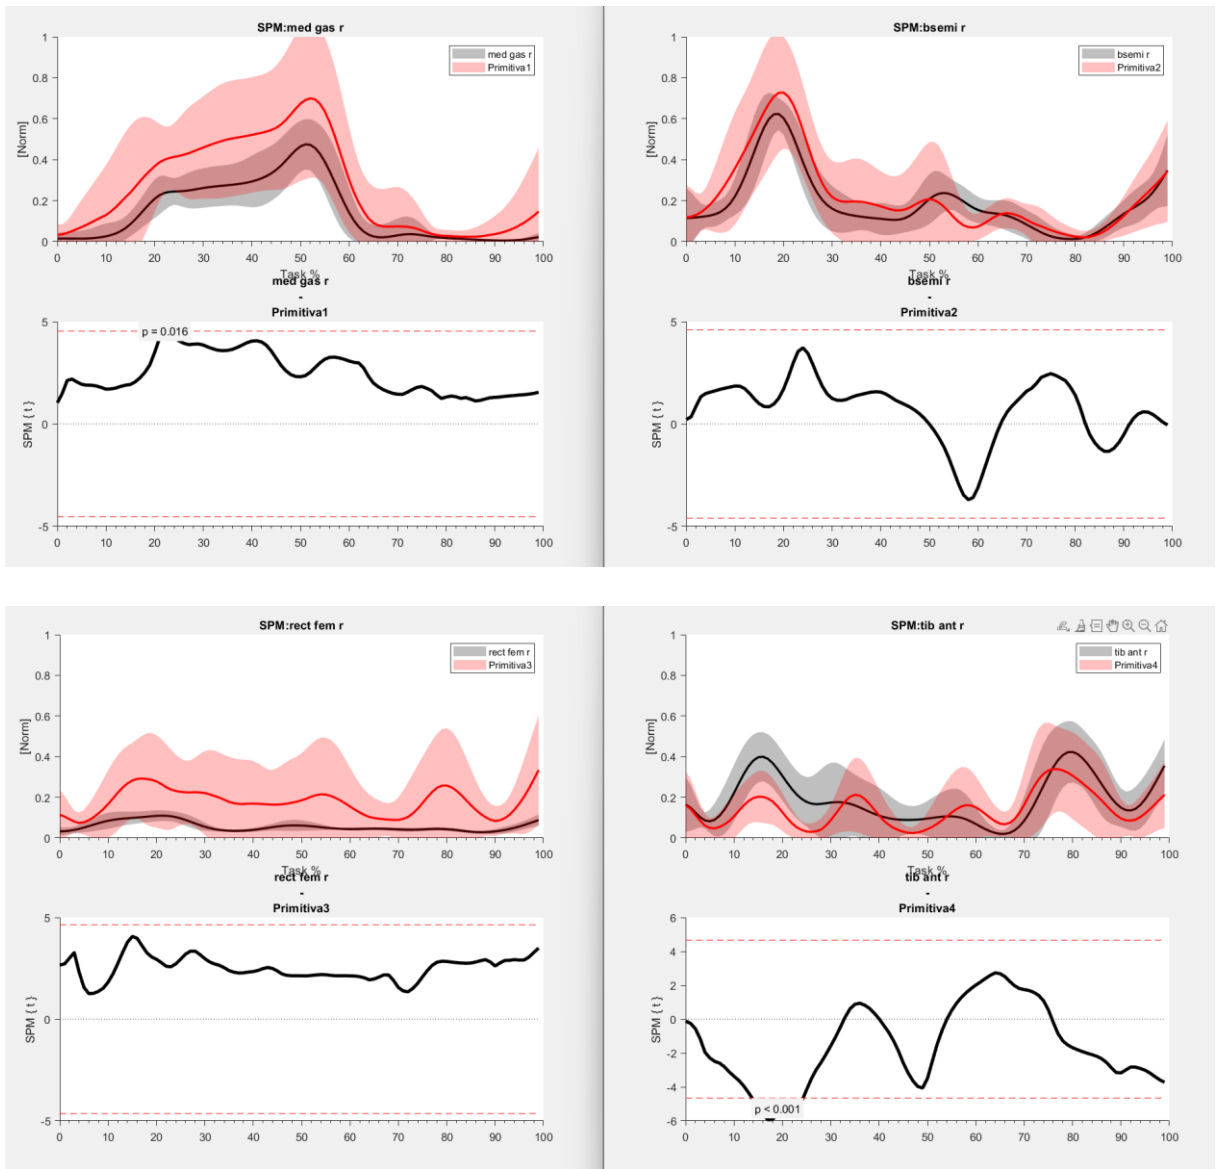 SPM:med gas r
1
0.8
0.6
0.4
0.2
0
[Norm]
med gas r
Primitiva1
0 10 20 30 40 50 60 70 80 90 100
Task %
med gas r
-
Primitiva1
5
0
-5
SPM { t }
p = 0.016
0 10 20 30 40 50 60 70 80 90 100
SPM:bsemi r
1
0.8
0.6
0.4
0.2
0
[Norm]
bsemi r
Primitiva2
0 10 20 30 40 50 60 70 80 90 100
Task %
bsemi r
-
Primitiva2
5
0
-5
SPM { t }
0 10 20 30 40 50 60 70 80 90 100
SPM:rect fem r
1
0.8
0.6
0.4
0.2
0
[Norm]
rect fem r
Primitiva3
0 10 20 30 40 50 60 70 80 90 100
Task %
rect fem r
-
Primitiva3
5
0
-5
SPM { t }
0 10 20 30 40 50 60 70 80 90 100
SPM:tib ant r
1
0.8
0.6
0.4
0.2
0
[Norm]
tib ant r
Primitiva4
0 10 20 30 40 50 60 70 80 90 100
Task %
tib ant r
-
Primitiva4
6
4
2
0
-2
-4
-6
SPM { t }
p < 0.001
0 10 20 30 40 50 60 70 80 90 100